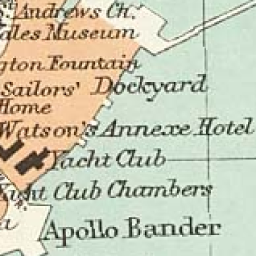 St. Andrews Ch.
ales Museum
gton Fountain
Sailors' Dockyard
Home
Watson's Annexe Hotel
Yacht Club
Yacht Club Chambers
a
Apollo Bander